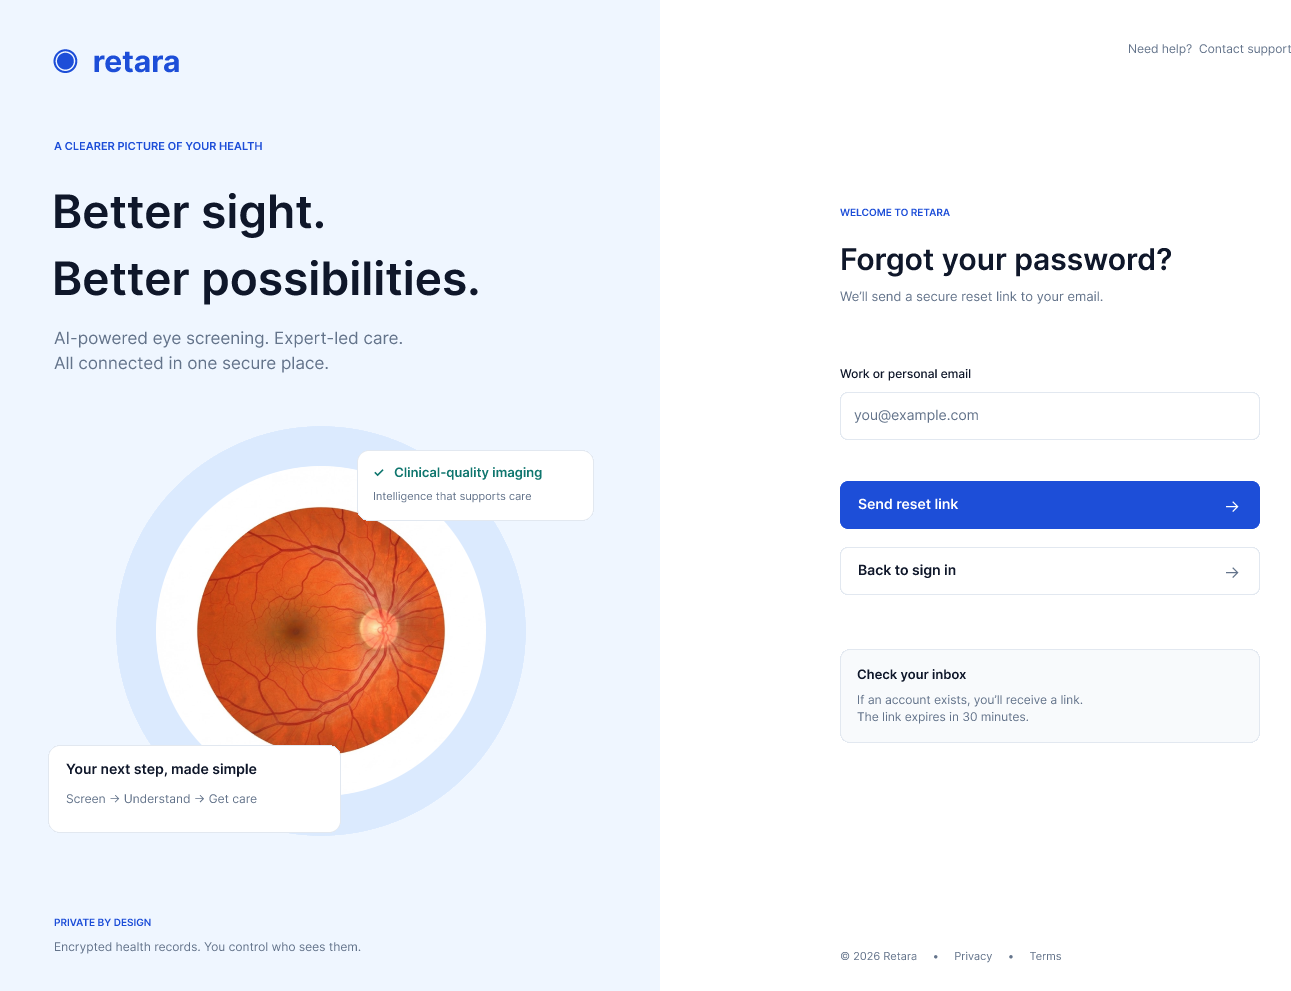 retara
A CLEARER PICTURE OF YOUR HEALTH
Better sight.
Better possibilities.
AI-powered eye screening. Expert-led care.
All connected in one secure place.
✓ Clinical-quality imaging
Intelligence that supports care
Your next step, made simple
Screen → Understand → Get care
PRIVATE BY DESIGN
Encrypted health records. You control who sees them.
Need help? Contact support
WELCOME TO RETARA
Forgot your password?
We'll send a secure reset link to your email.
Work or personal email
you@example.com
Send reset link →
Back to sign in →
Check your inbox
If an account exists, you'll receive a link.
The link expires in 30 minutes.
© 2026 Retara • Privacy • Terms